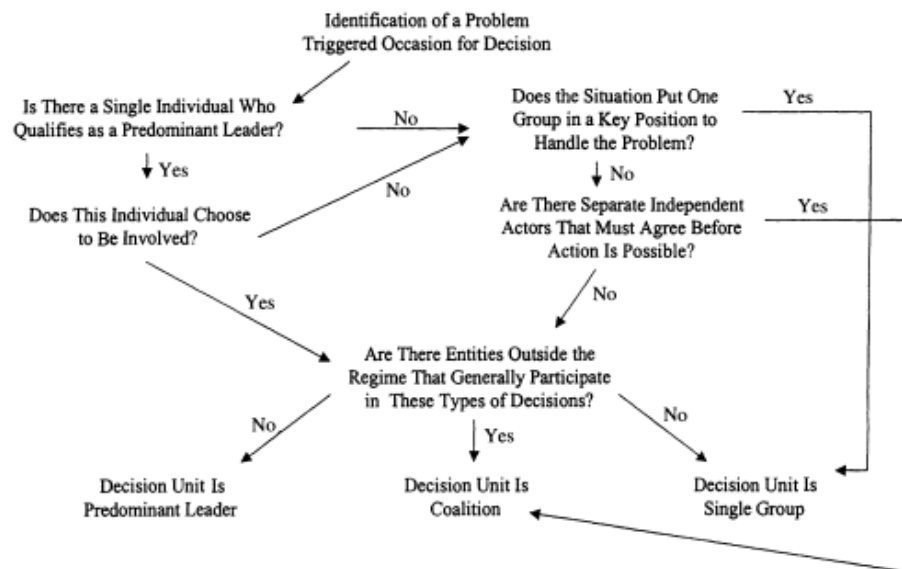 Identification of a Problem
Triggered Occasion for Decision
Is There a Single Individual Who
Qualifies as a Predominant Leader?
No
Does the Situation Put One
Group in a Key Position to
Handle the Problem?
Yes
Yes
No
No
Does This Individual Choose
to Be Involved?
Are There Separate Independent
Actors That Must Agree Before
Action Is Possible?
Yes
Yes
No
Are There Entities Outside the
Regime That Generally Participate
in These Types of Decisions?
No
Yes
No
Decision Unit Is
Predominant Leader
Decision Unit Is
Coalition
Decision Unit Is
Single Group